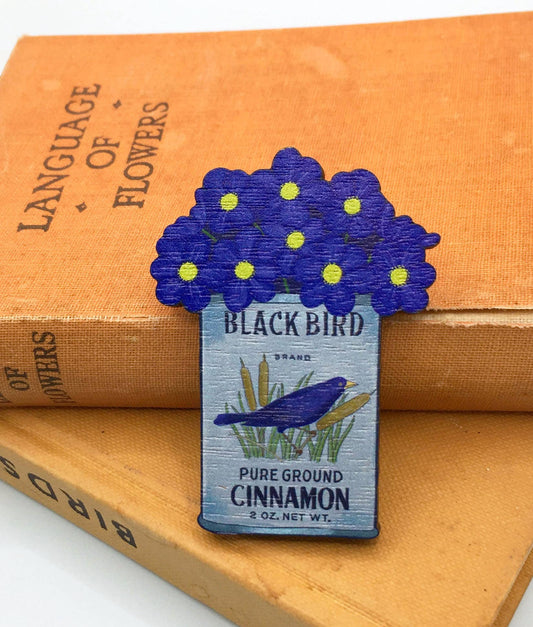 LANGUAGE
OF
FLOWERS
OF
FLOWERS
BLACK BIRD
BRAND
PURE GROUND
CINNAMON
2 OZ. NET WT.
BIRDS